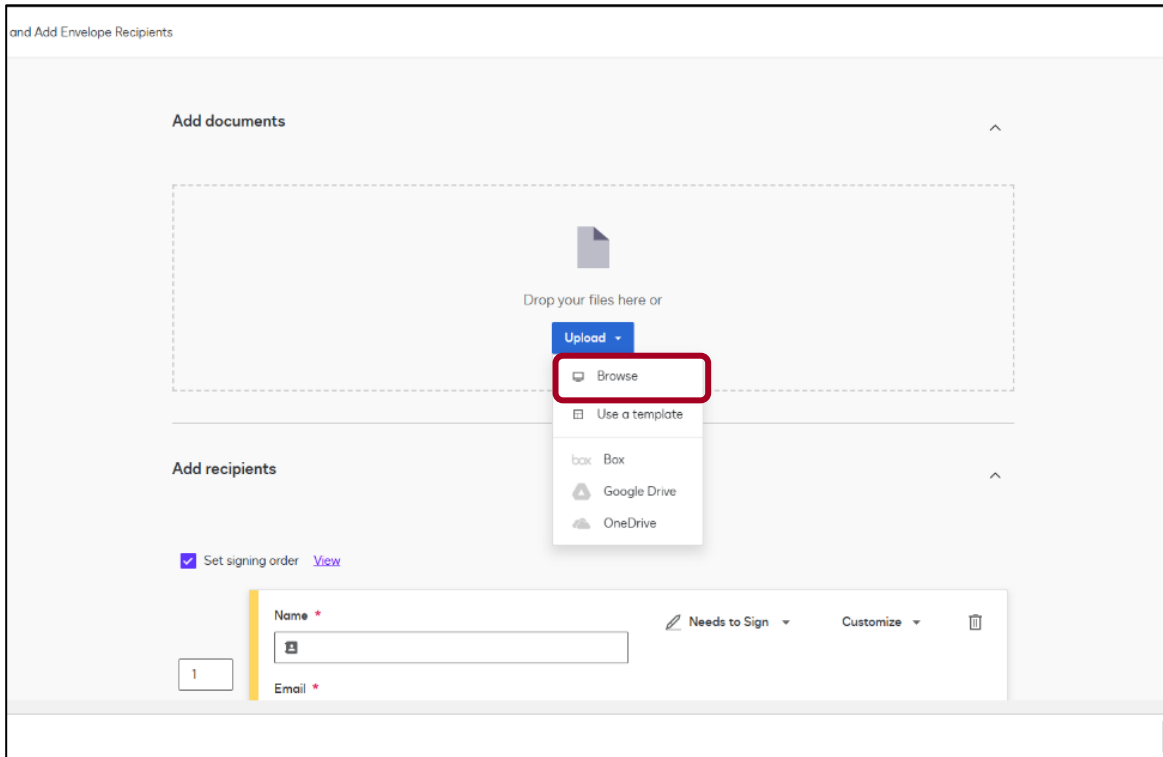 and Add Envelope Recipients
Add documents
Drop your files here or
Upload
Browse
Use a template
box Box
Google Drive
OneDrive
Add recipients
Set signing order View
Name *
Needs to Sign
Customize
1
Email *